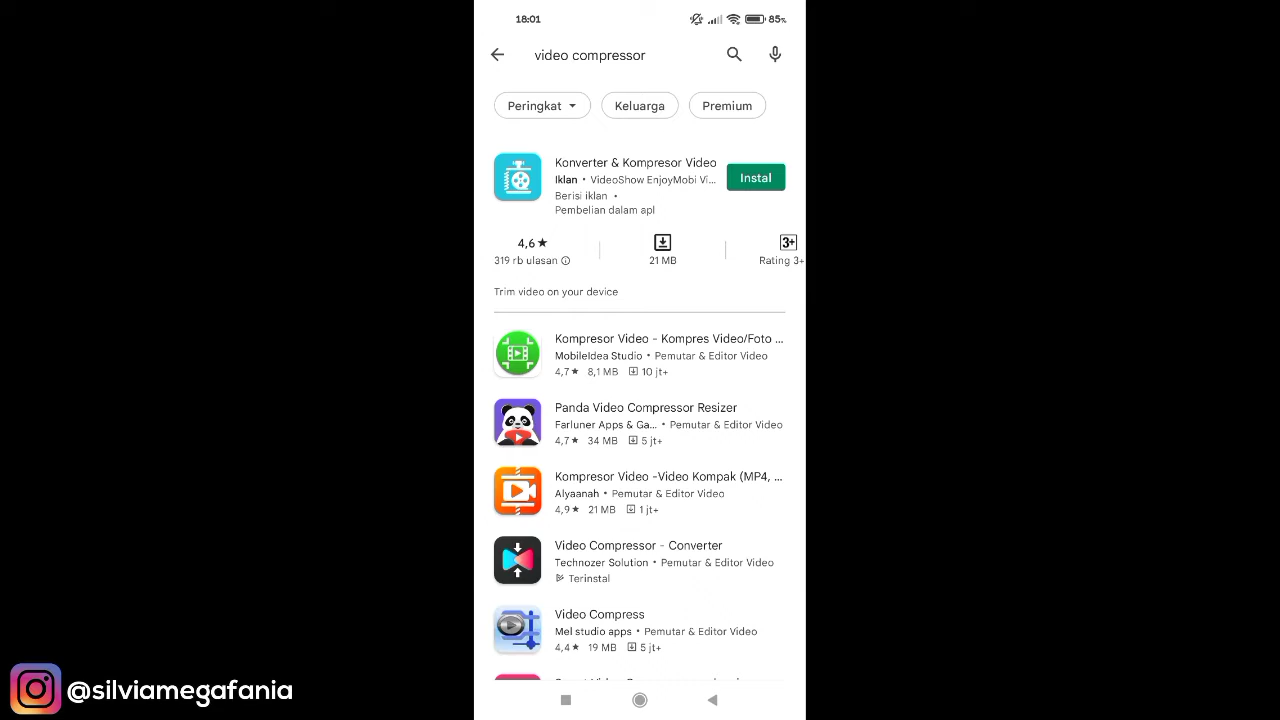 18:01
85%
video compressor
Peringkat
Keluarga
Premium
Konverter & Kompresor Video
Iklan • VideoShow EnjoyMobi Vi...
Berisi iklan •
Pembelian dalam apl
Instal
4,6★
319 rb ulasan
21 MB
3+
Rating 3+
Trim video on your device
Kompresor Video - Kompres Video/Foto ...
MobileIdea Studio • Pemutar & Editor Video
4,7★ 8,1 MB 10 jt+
Panda Video Compressor Resizer
Farluner Apps & Ga... • Pemutar & Editor Video
4,7★ 34 MB 5 jt+
Kompresor Video -Video Kompak (MP4, ...
Alyaanah • Pemutar & Editor Video
4,9★ 21 MB 1 jt+
Video Compressor - Converter
Technozer Solution • Pemutar & Editor Video
Terinstal
Video Compress
Mel studio apps • Pemutar & Editor Video
4,4★ 19 MB 5 jt+
@silviamegafania